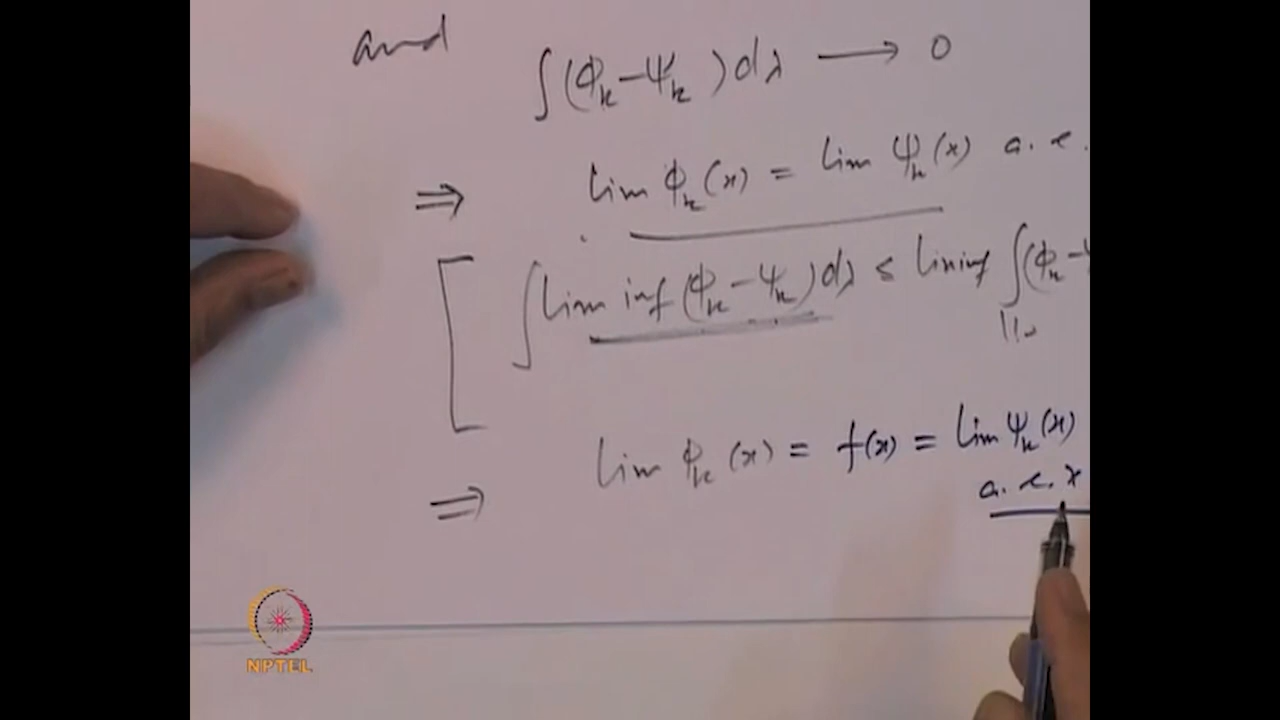 and
∫(Φₖ−Ψₖ)dλ ⟶ 0
⇒ lim Φₖ(x) = lim Ψₖ(x) a.e.
[ ∫lim inf(Φₖ−Ψₖ)dλ ≤ liminf ∫(Φₖ−
⇒ lim Φₖ(x) = f(x) = lim Ψₖ(x)
a.e. x
NPTEL